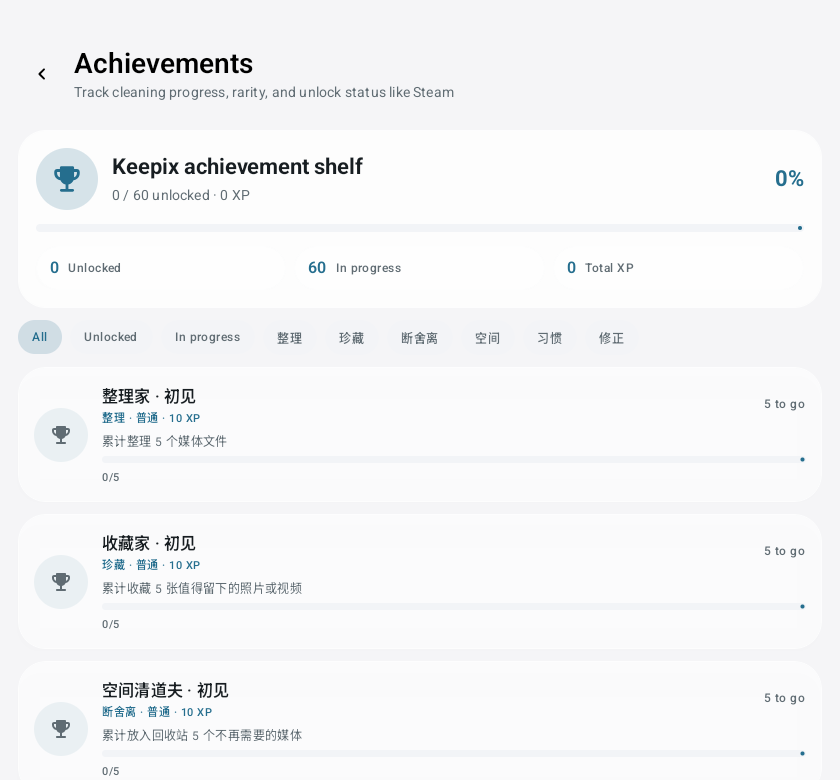 Achievements
Track cleaning progress, rarity, and unlock status like Steam
Keepix achievement shelf
0 / 60 unlocked · 0 XP
0%
0 Unlocked
60 In progress
0 Total XP
All Unlocked In progress 整理 珍藏 断舍离 空间 习惯 修正
整理家 · 初见
5 to go
整理 · 普通 · 10 XP
累计整理 5 个媒体文件
0/5
收藏家 · 初见
5 to go
珍藏 · 普通 · 10 XP
累计收藏 5 张值得留下的照片或视频
0/5
空间清道夫 · 初见
5 to go
断舍离 · 普通 · 10 XP
累计放入回收站 5 个不再需要的媒体
0/5